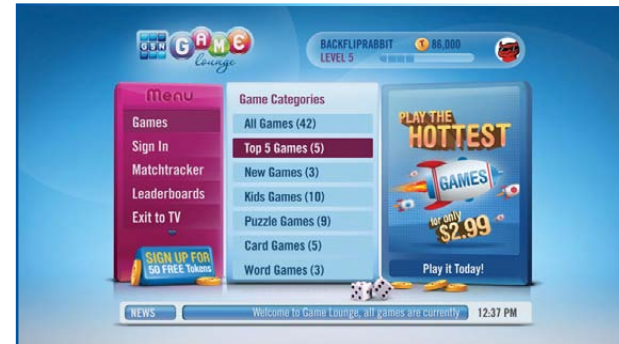 GSN GAME
Lounge
BACKFLIPRABBIT T 86,000
LEVEL 5
Menu
Games
Sign In
Matchtracker
Leaderboards
Exit to TV
SIGN UP FOR
50 FREE Tokens
Game Categories
All Games (42)
Top 5 Games (5)
New Games (3)
Kids Games (10)
Puzzle Games (9)
Card Games (5)
Word Games (3)
PLAY THE
HOTTEST
GAMES
for only
$2.99
Play it Today!
NEWS Welcome to Game Lounge, all games are currently 12:37 PM